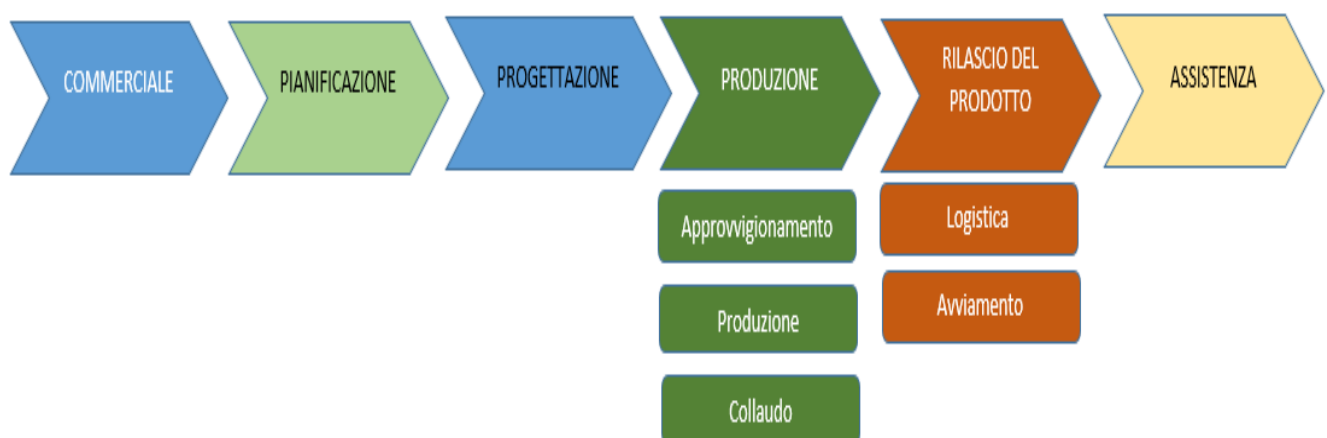 COMMERCIALE
PIANIFICAZIONE
PROGETTAZIONE
PRODUZIONE
RILASCIO DEL
PRODOTTO
ASSISTENZA
Approvvigionamento
Produzione
Collaudo
Logistica
Avviamento